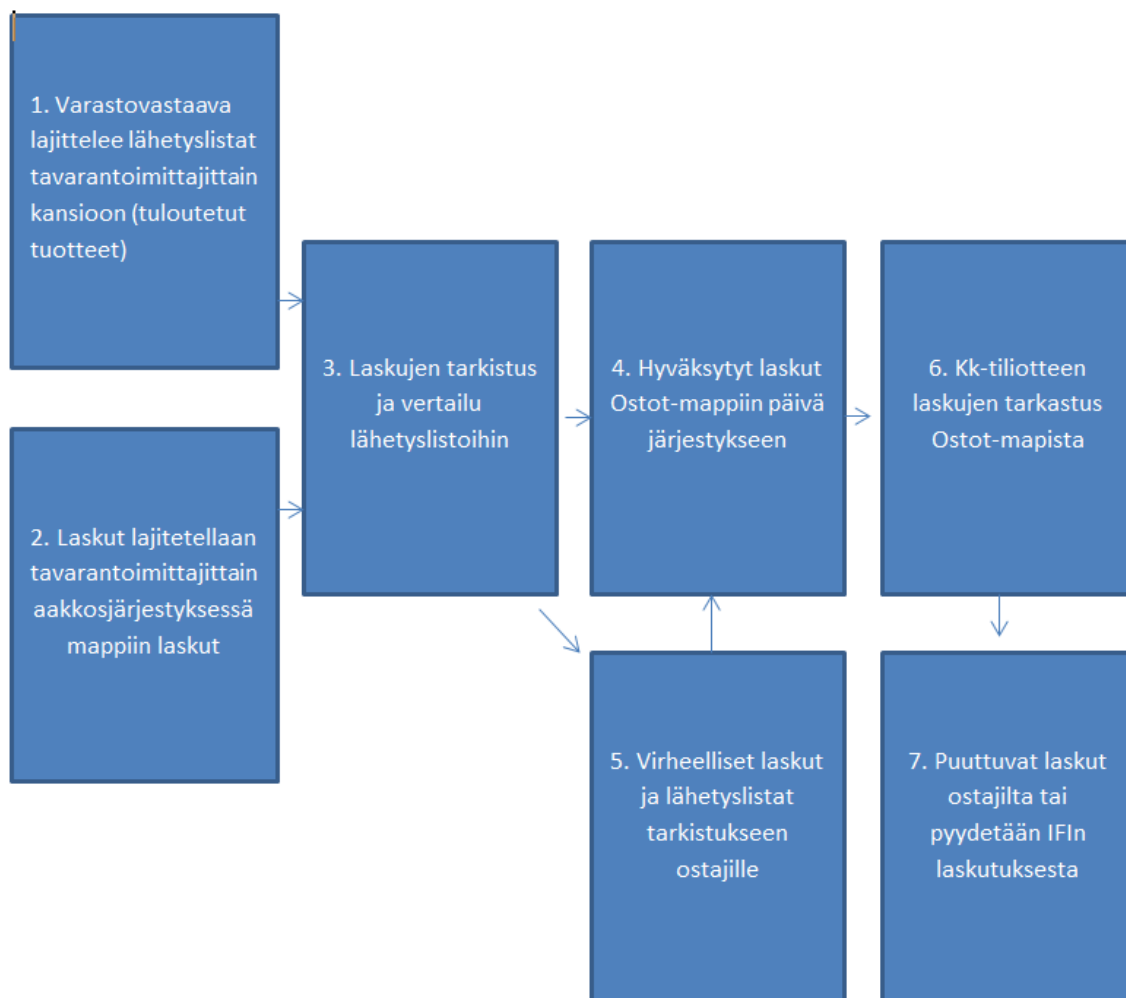 1. Varastovastaava
lajittelee lähetyslistat
tavarantoimittajittain
kansioon (tuloutetut
tuotteet)
2. Laskut lajitetellaan
tavarantoimittajittain
aakkosjärjestyksessä
mappiin laskut
3. Laskujen tarkistus
ja vertailu
lähetyslistoihin
4. Hyväksytyt laskut
Ostot-mappiin päivä
järjestykseen
5. Virheelliset laskut
ja lähetyslistat
tarkistukseen
ostajille
6. Kk-tiliotteen
laskujen tarkastus
Ostot-mapista
7. Puuttuvat laskut
ostajilta tai
pyydetään IFIn
laskutuksesta